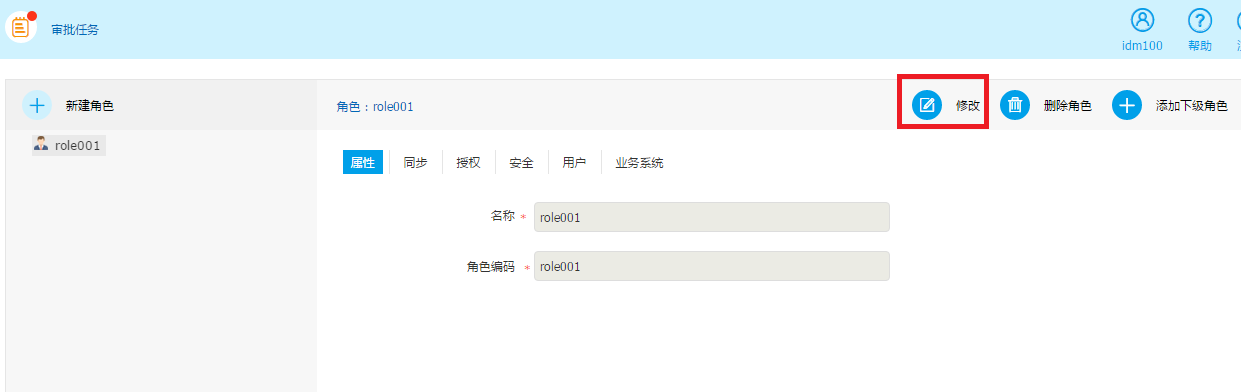 审批任务
idm100
帮助
新建角色
角色：role001
修改
删除角色
添加下级角色
role001
属性
同步
授权
安全
用户
业务系统
名称 *
role001
角色编码 *
role001